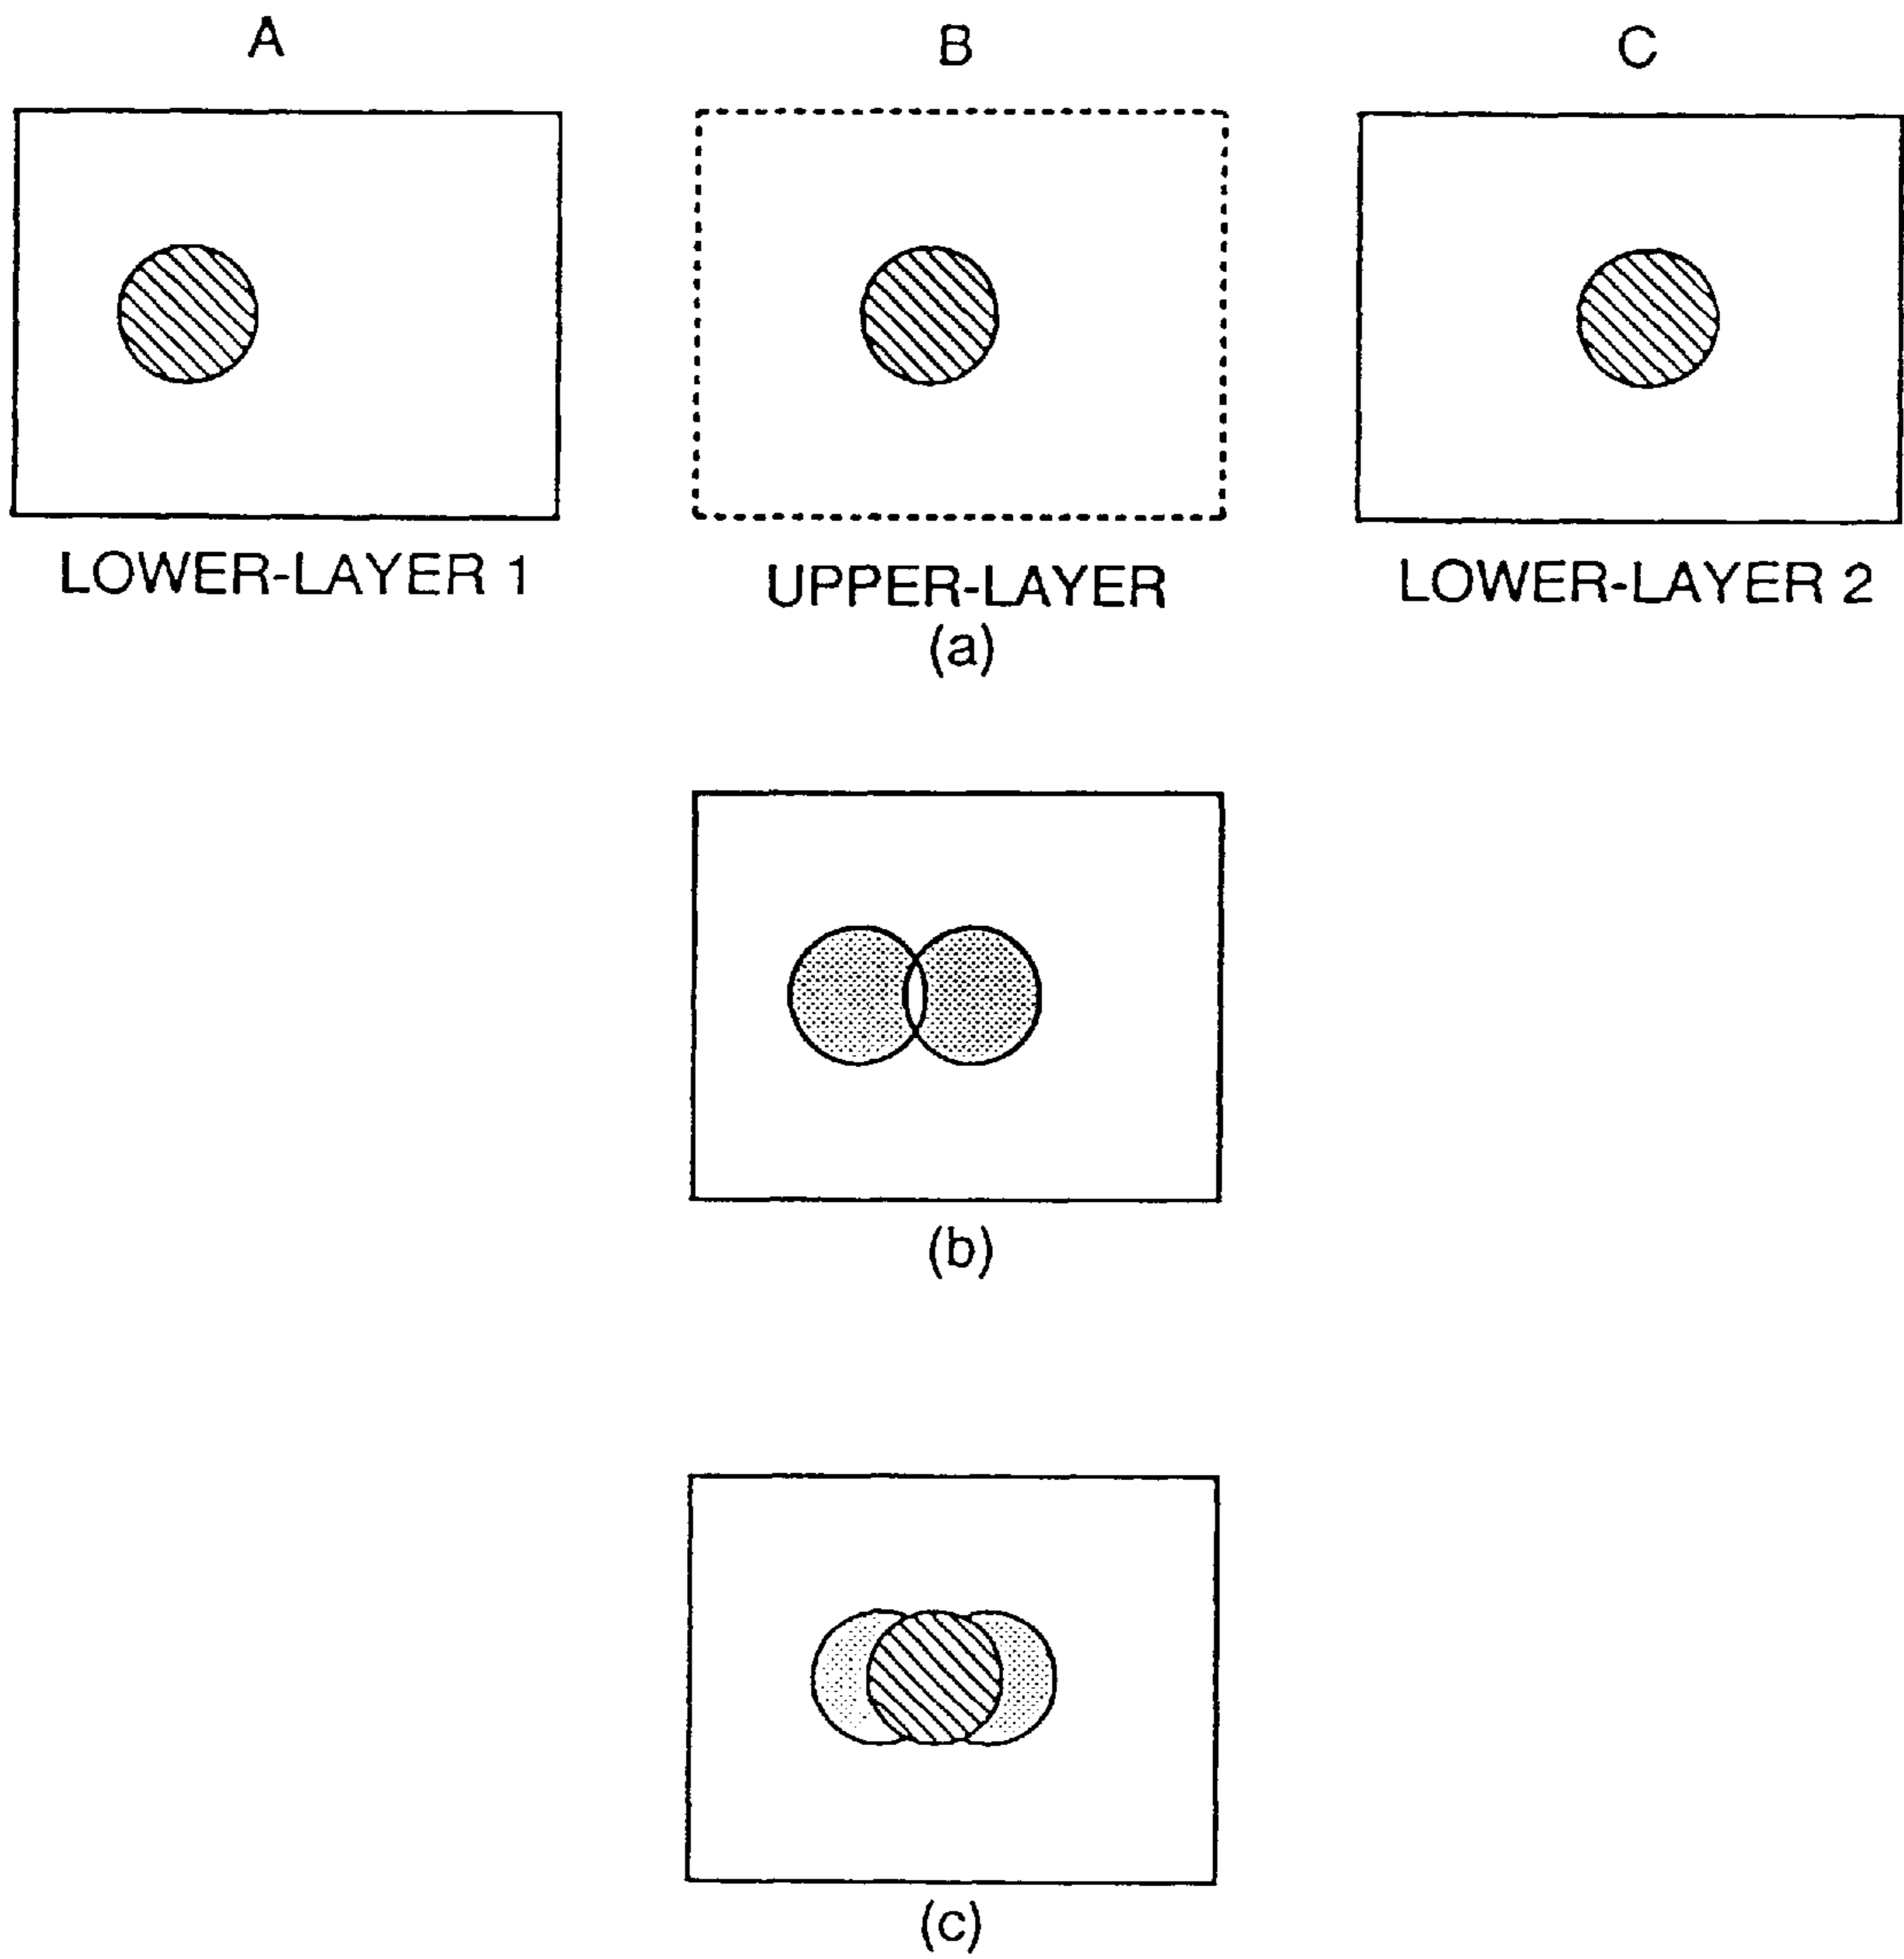 A
B
C
LOWER-LAYER 1
UPPER-LAYER
LOWER-LAYER 2
(a)
(b)
(c)